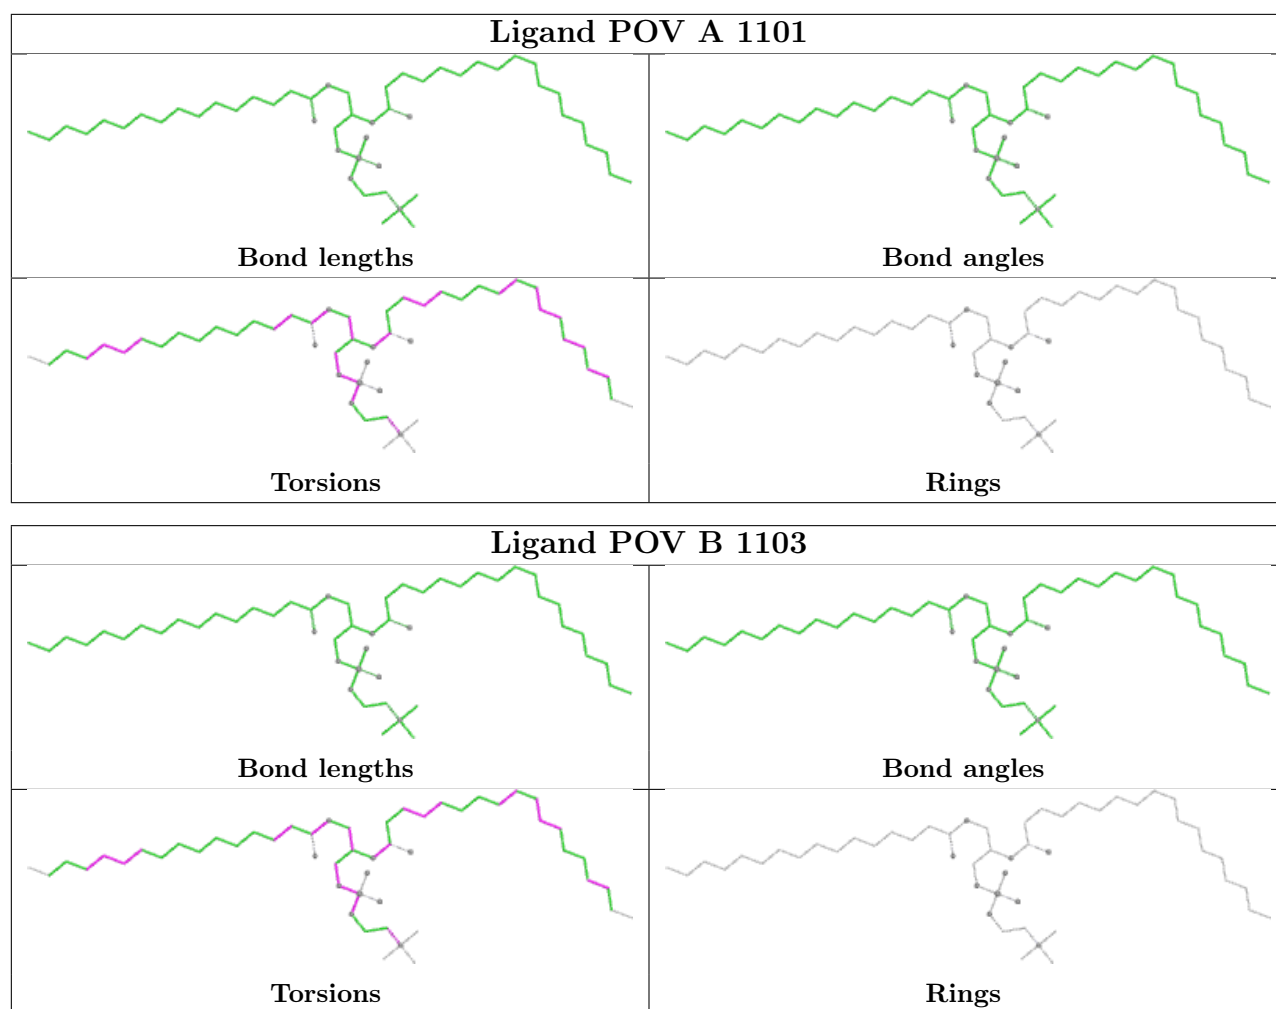 Ligand POV A 1101
Bond lengths
Bond angles
Torsions
Rings
Ligand POV B 1103
Bond lengths
Bond angles
Torsions
Rings